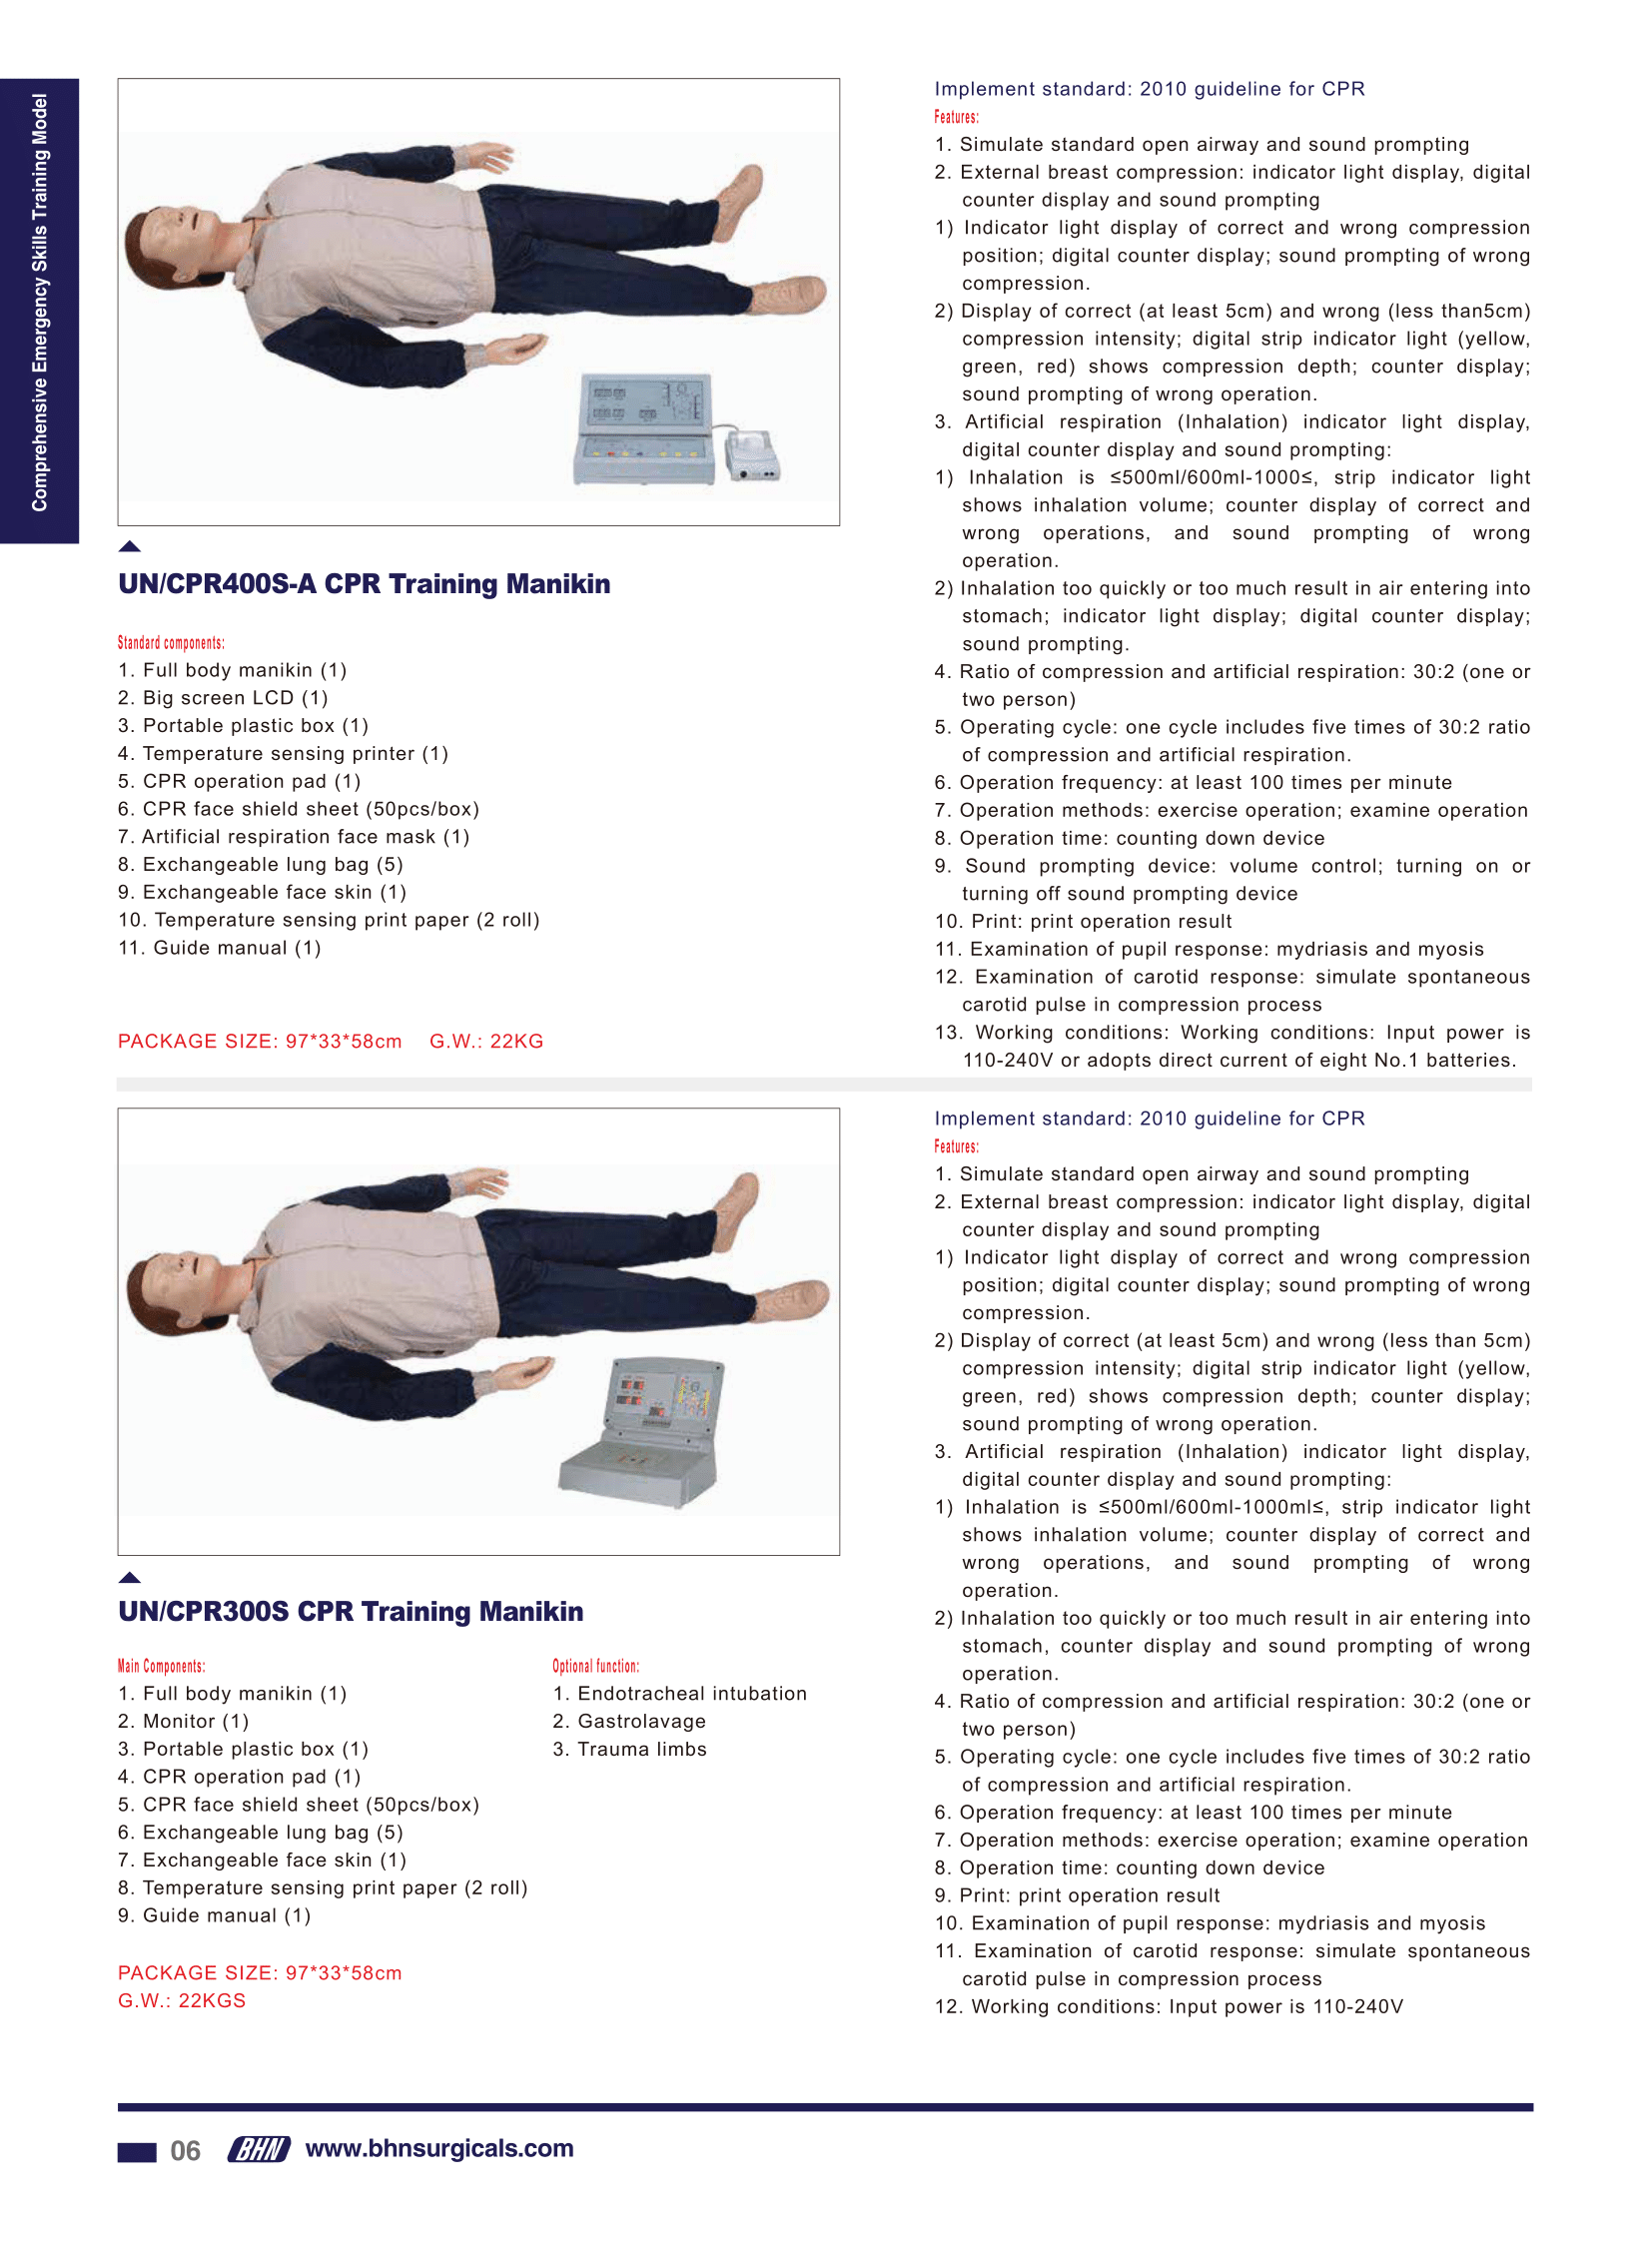 Comprehensive Emergency Skills Training Model
UN/CPR400S-A CPR Training Manikin
Standard components:
1. Full body manikin (1)
2. Big screen LCD (1)
3. Portable plastic box (1)
4. Temperature sensing printer (1)
5. CPR operation pad (1)
6. CPR face shield sheet (50pcs/box)
7. Artificial respiration face mask (1)
8. Exchangeable lung bag (5)
9. Exchangeable face skin (1)
10. Temperature sensing print paper (2 roll)
11. Guide manual (1)
PACKAGE SIZE: 97*33*58cm G.W.: 22KG
Implement standard: 2010 guideline for CPR
Features:
1. Simulate standard open airway and sound prompting
2. External breast compression: indicator light display, digital
counter display and sound prompting
1) Indicator light display of correct and wrong compression
position; digital counter display; sound prompting of wrong
compression.
2) Display of correct (at least 5cm) and wrong (less than5cm)
compression intensity; digital strip indicator light (yellow,
green, red) shows compression depth; counter display;
sound prompting of wrong operation.
3. Artificial respiration (Inhalation) indicator light display,
digital counter display and sound prompting:
1) Inhalation is ≤500ml/600ml-1000≤, strip indicator light
shows inhalation volume; counter display of correct and
wrong operations, and sound prompting of wrong
operation.
2) Inhalation too quickly or too much result in air entering into
stomach; indicator light display; digital counter display;
sound prompting.
4. Ratio of compression and artificial respiration: 30:2 (one or
two person)
5. Operating cycle: one cycle includes five times of 30:2 ratio
of compression and artificial respiration.
6. Operation frequency: at least 100 times per minute
7. Operation methods: exercise operation; examine operation
8. Operation time: counting down device
9. Sound prompting device: volume control; turning on or
turning off sound prompting device
10. Print: print operation result
11. Examination of pupil response: mydriasis and myosis
12. Examination of carotid response: simulate spontaneous
carotid pulse in compression process
13. Working conditions: Working conditions: Input power is
110-240V or adopts direct current of eight No.1 batteries.
UN/CPR300S CPR Training Manikin
Main Components:
1. Full body manikin (1)
2. Monitor (1)
3. Portable plastic box (1)
4. CPR operation pad (1)
5. CPR face shield sheet (50pcs/box)
6. Exchangeable lung bag (5)
7. Exchangeable face skin (1)
8. Temperature sensing print paper (2 roll)
9. Guide manual (1)
Optional function:
1. Endotracheal intubation
2. Gastrolavage
3. Trauma limbs
PACKAGE SIZE: 97*33*58cm
G.W.: 22KGS
Implement standard: 2010 guideline for CPR
Features:
1. Simulate standard open airway and sound prompting
2. External breast compression: indicator light display, digital
counter display and sound prompting
1) Indicator light display of correct and wrong compression
position; digital counter display; sound prompting of wrong
compression.
2) Display of correct (at least 5cm) and wrong (less than 5cm)
compression intensity; digital strip indicator light (yellow,
green, red) shows compression depth; counter display;
sound prompting of wrong operation.
3. Artificial respiration (Inhalation) indicator light display,
digital counter display and sound prompting:
1) Inhalation is ≤500ml/600ml-1000ml≤, strip indicator light
shows inhalation volume; counter display of correct and
wrong operations, and sound prompting of wrong
operation.
2) Inhalation too quickly or too much result in air entering into
stomach, counter display and sound prompting of wrong
operation.
4. Ratio of compression and artificial respiration: 30:2 (one or
two person)
5. Operating cycle: one cycle includes five times of 30:2 ratio
of compression and artificial respiration.
6. Operation frequency: at least 100 times per minute
7. Operation methods: exercise operation; examine operation
8. Operation time: counting down device
9. Print: print operation result
10. Examination of pupil response: mydriasis and myosis
11. Examination of carotid response: simulate spontaneous
carotid pulse in compression process
12. Working conditions: Input power is 110-240V
06 BHN www.bhnsurgicals.com